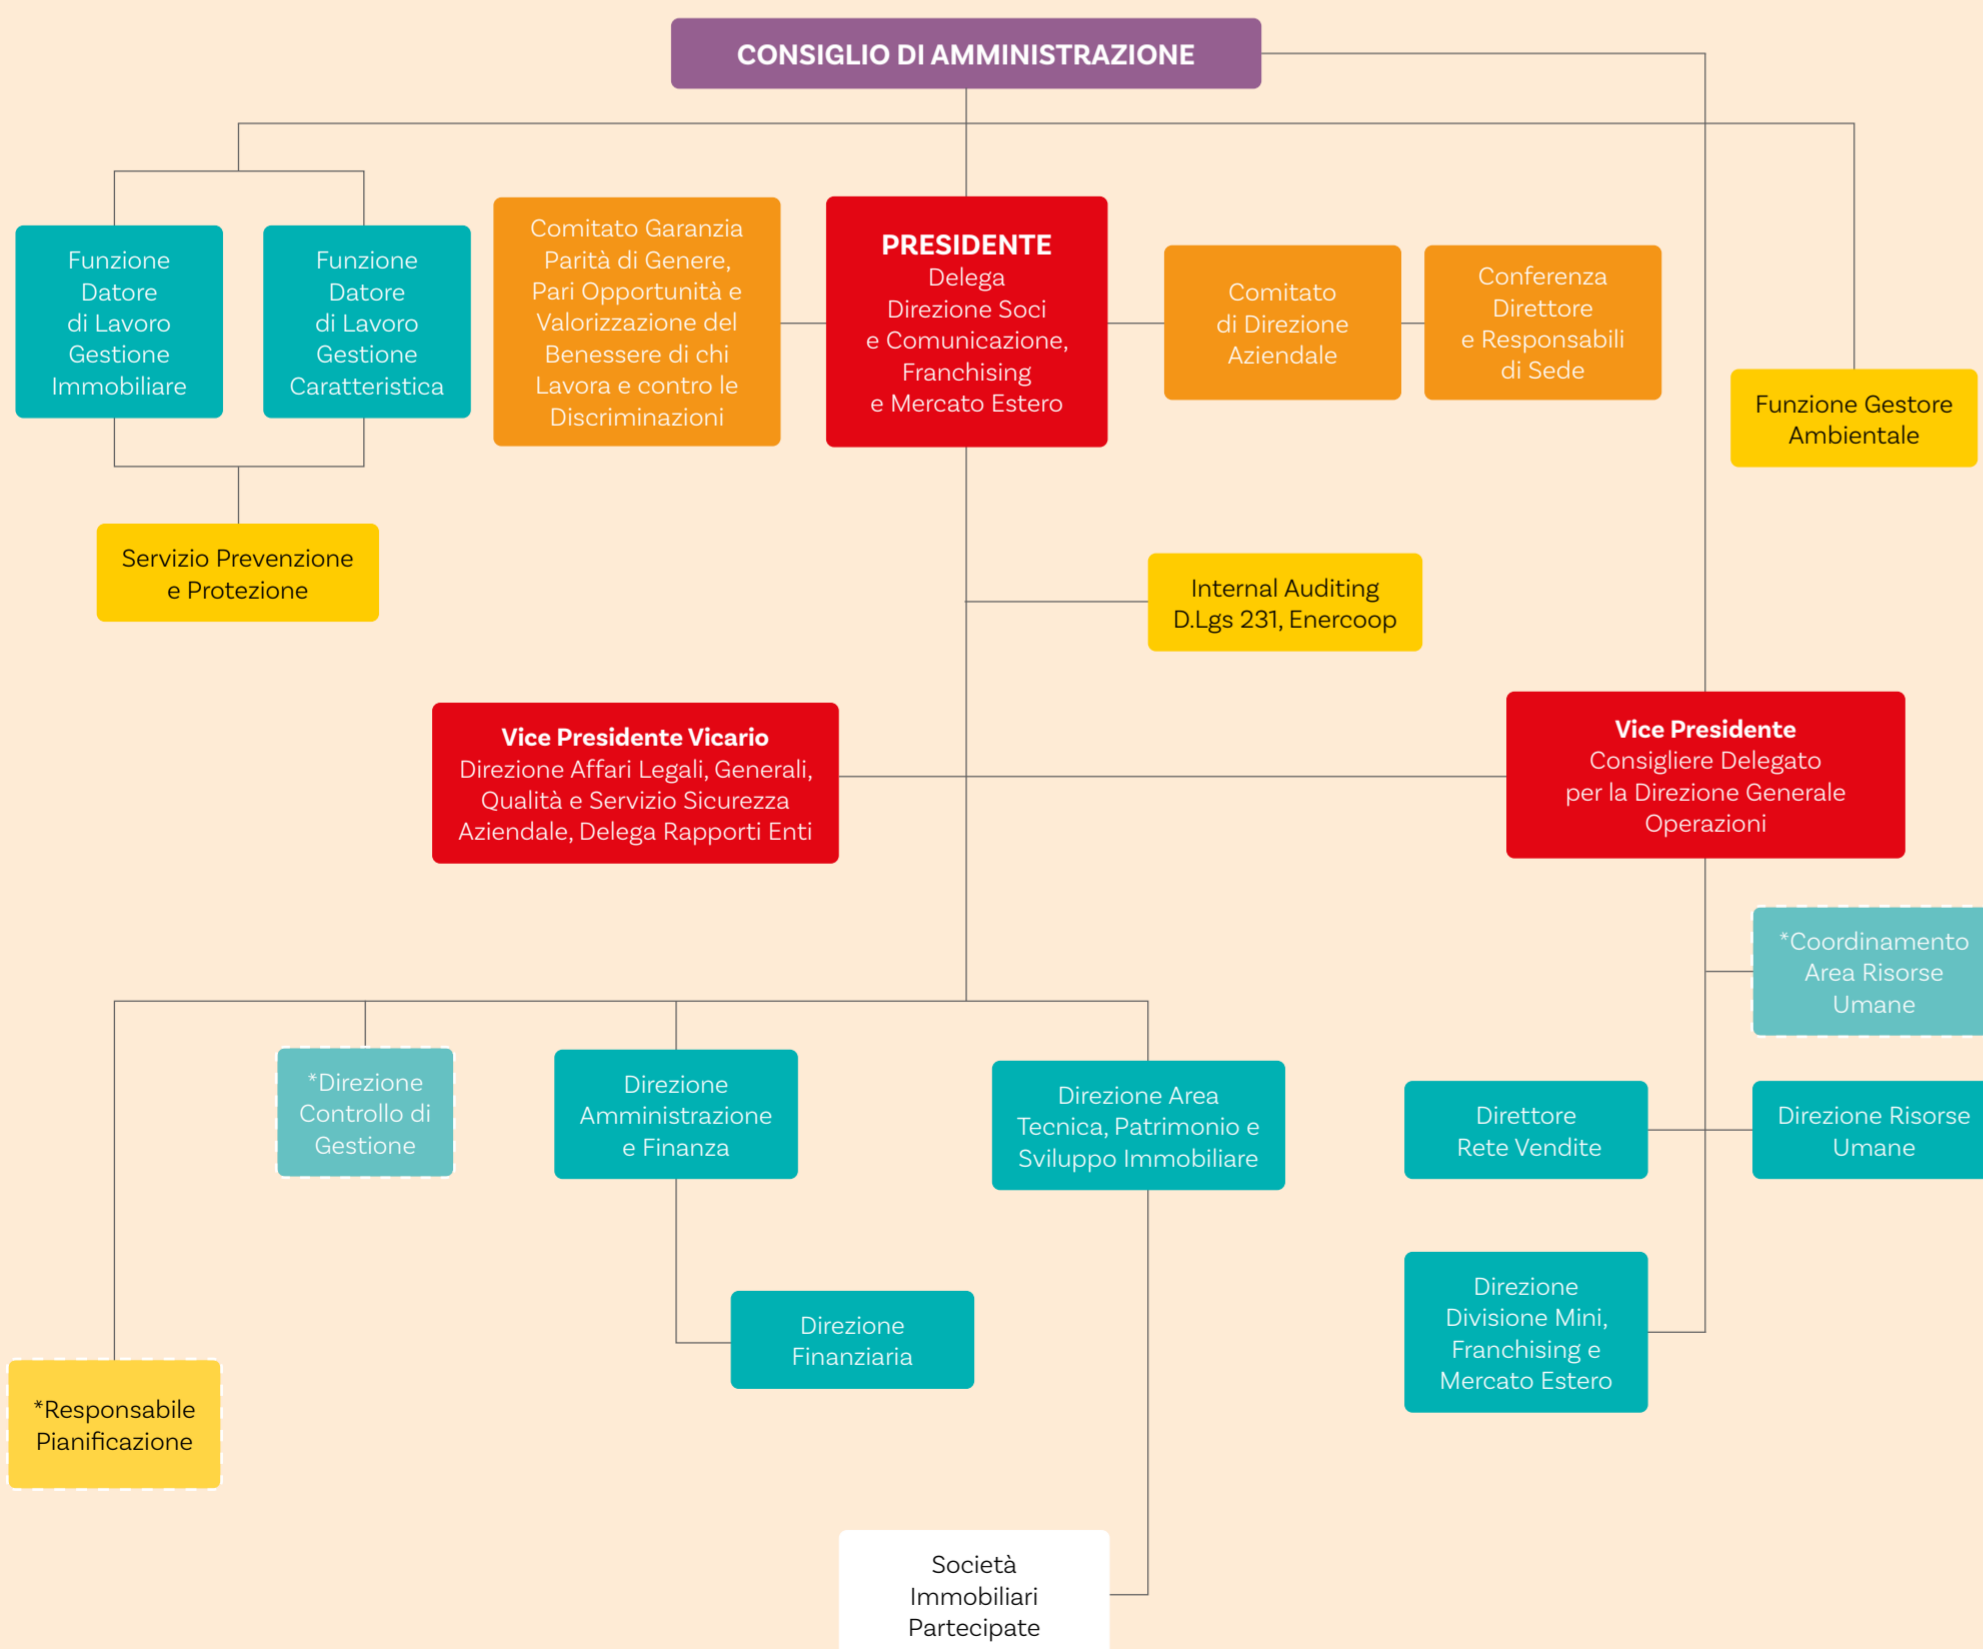 CONSIGLIO DI AMMINISTRAZIONE
Funzione
Datore
di Lavoro
Gestione
Immobiliare
Funzione
Datore
di Lavoro
Gestione
Caratteristica
Comitato Garanzia
Parità di Genere,
Pari Opportunità e
Valorizzazione del
Benessere di chi
Lavora e contro le
Discriminazioni
PRESIDENTE
Delega
Direzione Soci
e Comunicazione,
Franchising
e Mercato Estero
Comitato
di Direzione
Aziendale
Conferenza
Direttore
e Responsabili
di Sede
Funzione Gestore
Ambientale
Servizio Prevenzione
e Protezione
Internal Auditing
D.Lgs 231, Enercoop
Vice Presidente Vicario
Direzione Affari Legali, Generali,
Qualità e Servizio Sicurezza
Aziendale, Delega Rapporti Enti
Vice Presidente
Consigliere Delegato
per la Direzione Generale
Operazioni
*Coordinamento
Area Risorse
Umane
*Direzione
Controllo di
Gestione
Direzione
Amministrazione
e Finanza
Direzione Area
Tecnica, Patrimonio e
Sviluppo Immobiliare
Direttore
Rete Vendite
Direzione Risorse
Umane
Direzione
Finanziaria
Direzione
Divisione Mini,
Franchising e
Mercato Estero
*Responsabile
Pianificazione
Società
Immobiliari
Partecipate